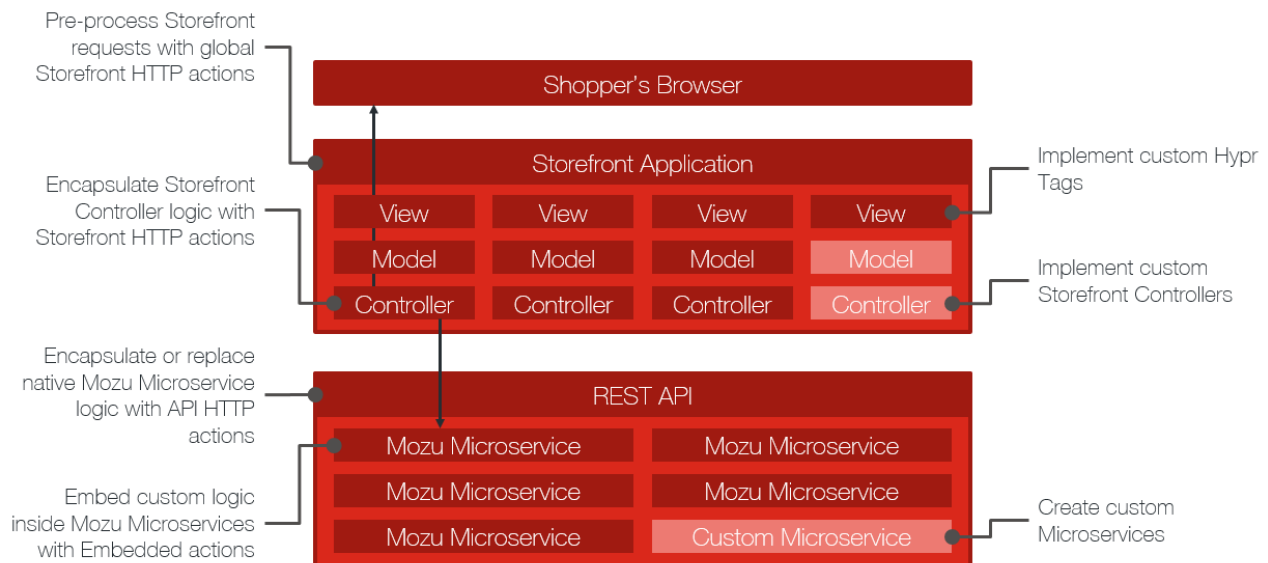 Pre-process Storefront
requests with global
Storefront HTTP actions
Shopper's Browser
Storefront Application
Encapsulate Storefront
Controller logic with
Storefront HTTP actions
View
View
View
View
Model
Model
Model
Model
Controller
Controller
Controller
Controller
Implement custom Hypr
Tags
Implement custom
Storefront Controllers
Encapsulate or replace
native Mozu Microservice
logic with API HTTP
actions
REST API
Mozu Microservice
Mozu Microservice
Mozu Microservice
Mozu Microservice
Mozu Microservice
Custom Microservice
Embed custom logic
inside Mozu Microservices
with Embedded actions
Create custom
Microservices